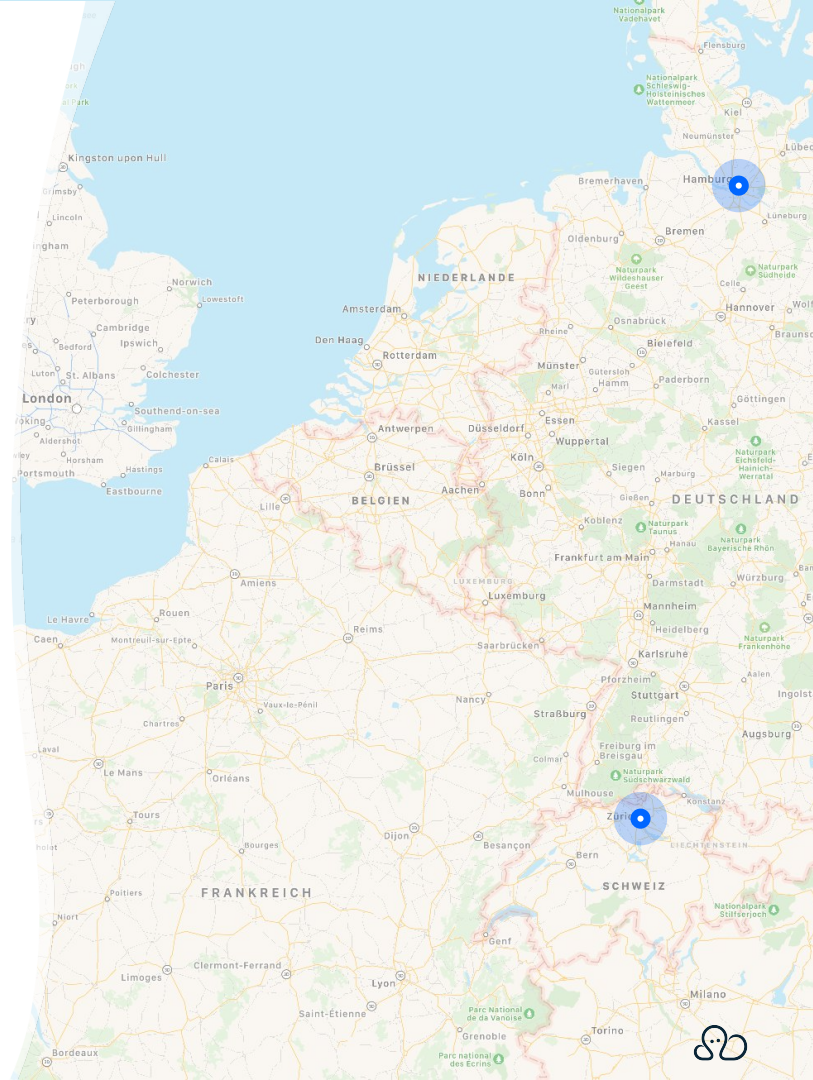 Nationalpark
Vadehavet
Flensburg
Nationalpark
Schleswig-
Holsteinisches
Wattenmeer
Kiel
Neumünster
Kingston upon Hull
Grimsby
Bremerhaven
Hamburg
Lincoln
Lüneburg
Bremen
Oldenburg
Naturpark
Wildeshauser
Geest
Naturpark
Südheide
NIEDERLANDE
Celle
Norwich
Lowestoft
Peterborough
Amsterdam
Hannover
Cambridge
Osnabrück
Rheine
Bedford
Ipswich
Den Haag
Bielefeld
Rotterdam
Münster
Gütersloh
Luton
St. Albans
Colchester
Hamm
Paderborn
Marl
London
Göttingen
Southend-on-sea
Essen
Kassel
Gillingham
Antwerpen
Düsseldorf
Wuppertal
Aldershot
Naturpark
Eichsfeld-
Hainich-
Werratal
Horsham
Calais
Köln
Hastings
Brüssel
Siegen
Marburg
Portsmouth
Eastbourne
Aachen
Bonn
BELGIEN
Gießen
DEUTSCHLAND
Lille
Koblenz
Naturpark
Taunus
Naturpark
Bayerische Rhön
Hanau
Frankfurt am Main
Amiens
LUXEMBURG
Darmstadt
Würzburg
Luxemburg
Mannheim
Le Havre
Rouen
Reims
Heidelberg
Naturpark
Frankenhöhe
Caen
Montreuil-sur-Epte
Saarbrücken
Karlsruhe
Pforzheim
Aalen
Paris
Stuttgart
Nancy
Vaux-le-Pénil
Straßburg
Reutlingen
Chartres
Augsburg
Laval
Colmar
Freiburg im
Breisgau
Le Mans
Orléans
Naturpark
Südschwarzwald
Mulhouse
Konstanz
Tours
Dijon
Besançon
Bourges
LIECHTENSTEIN
Bern
SCHWEIZ
Poitiers
FRANKREICH
Niort
Nationalpark
Stilfserjoch
Genf
Clermont-Ferrand
Limoges
Lyon
Milano
Saint-Étienne
Parc National
de da Vanoise
Torino
Grenoble
Bordeaux
Parc national
des Écrins